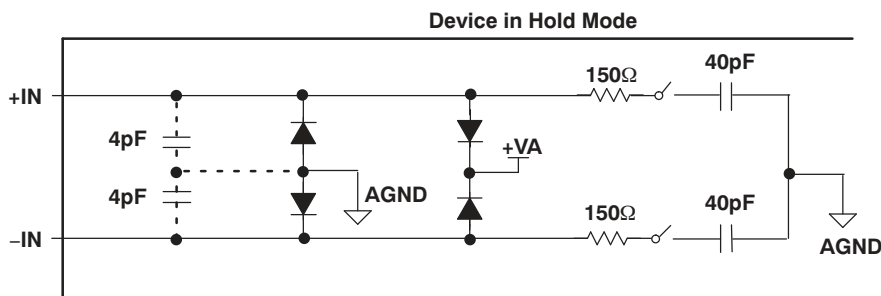 Device in Hold Mode
40pF
150Ω
+IN
4pF
+VA
4pF
AGND
150Ω
40pF
−IN
AGND